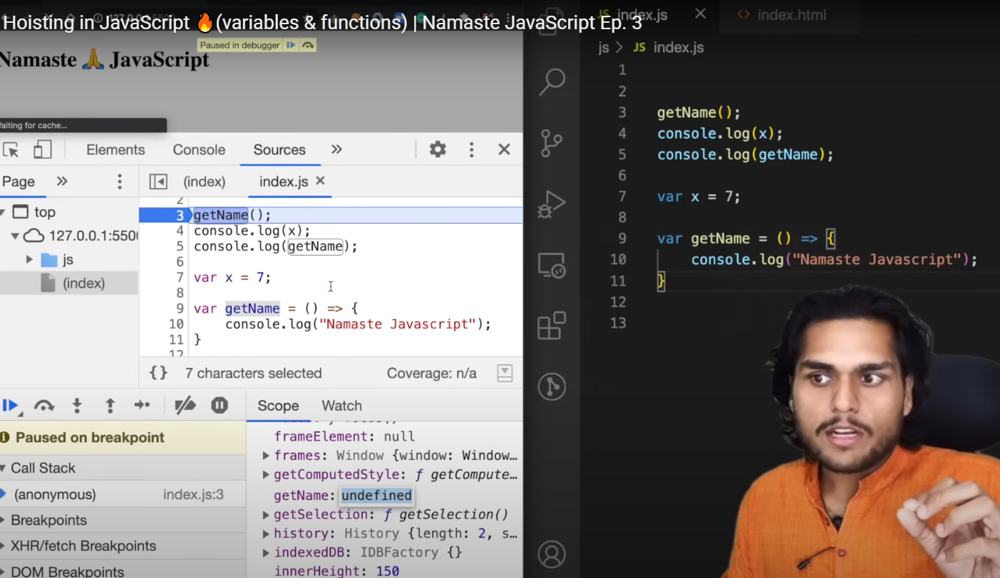 Hoisting in JavaScript 🔥(variables & functions) | Namaste JavaScript Ep. 3
Paused in debugger
Namaste 🙏 JavaScript
Waiting for cache...
Elements Console Sources
Page
(index) index.js
top
127.0.0.1:5500
js
(index)
2
3 getName();
4 console.log(x);
5 console.log(getName);
6
7 var x = 7;
8
9 var getName = () => {
10 console.log("Namaste Javascript");
11 }
12
{} 7 characters selected Coverage: n/a
Paused on breakpoint
Call Stack
(anonymous) index.js:3
Breakpoints
XHR/fetch Breakpoints
DOM Breakpoints
Scope Watch
frameElement: null
frames: Window {window: Window…
getComputedStyle: ƒ getCompute…
getName: undefined
getSelection: ƒ getSelection()
history: History {length: 2, s…
indexedDB: IDBFactory {}
innerHeight: 150
JS index.js <> index.html
js > JS index.js
1
2
3 getName();
4 console.log(x);
5 console.log(getName);
6
7 var x = 7;
8
9 var getName = () => {
10 console.log("Namaste Javascript");
11 }
12
13